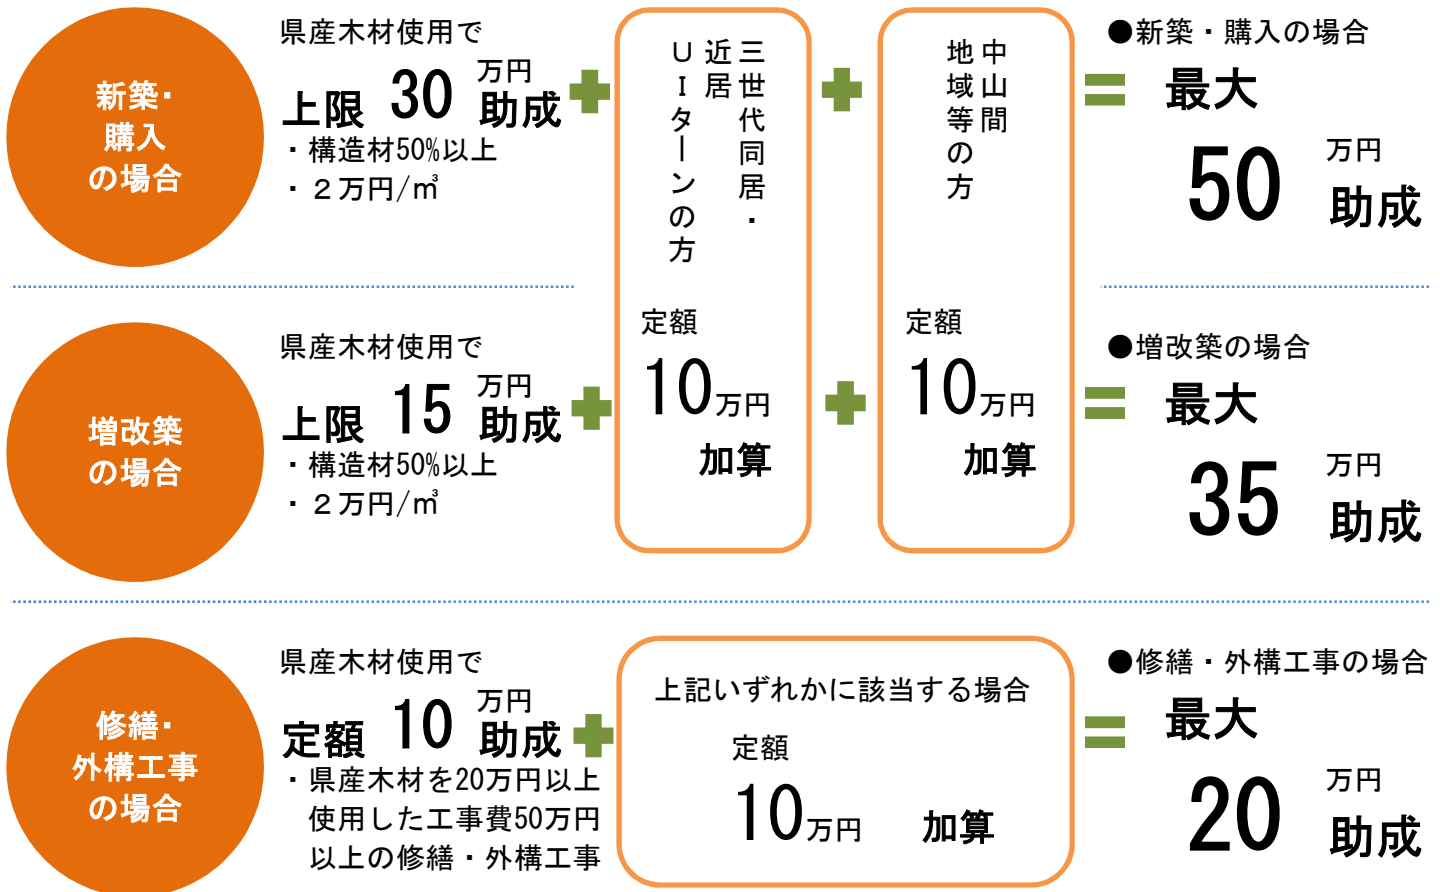 新築・
購入
の場合
県産木材使用で
上限 30 万円 助成
・構造材50%以上
・２万円/㎥
三世代同居・
近居
ＵＩターンの方
定額
10万円
加算
中山間
地域等の方
定額
10万円
加算
●新築・購入の場合
最大
50 万円
助成
増改築
の場合
県産木材使用で
上限 15 万円 助成
・構造材50%以上
・２万円/㎥
●増改築の場合
最大
35 万円
助成
修繕・
外構工事
の場合
県産木材使用で
定額 10 万円 助成
・県産木材を20万円以上
使用した工事費50万円
以上の修繕・外構工事
上記いずれかに該当する場合
定額
10万円 加算
●修繕・外構工事の場合
最大
20 万円
助成